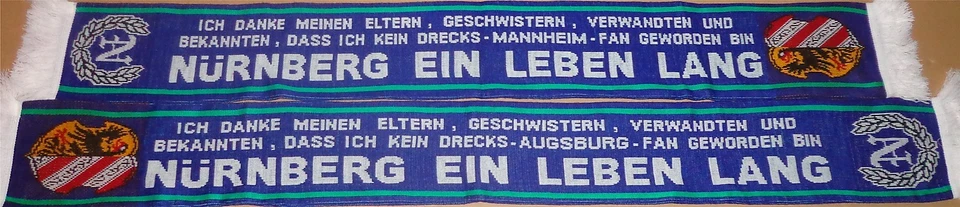 ICH DANKE MEINEN ELTERN, GESCHWISTERN, VERWANDTEN UND
BEKANNTEN, DASS ICH KEIN DRECKS-MANNHEIM-FAN GEWORDEN BIN
NÜRNBERG EIN LEBEN LANG
ICH DANKE MEINEN ELTERN, GESCHWISTERN, VERWANDTEN UND
BEKANNTEN, DASS ICH KEIN DRECKS-AUGSBURG-FAN GEWORDEN BIN
NÜRNBERG EIN LEBEN LANG